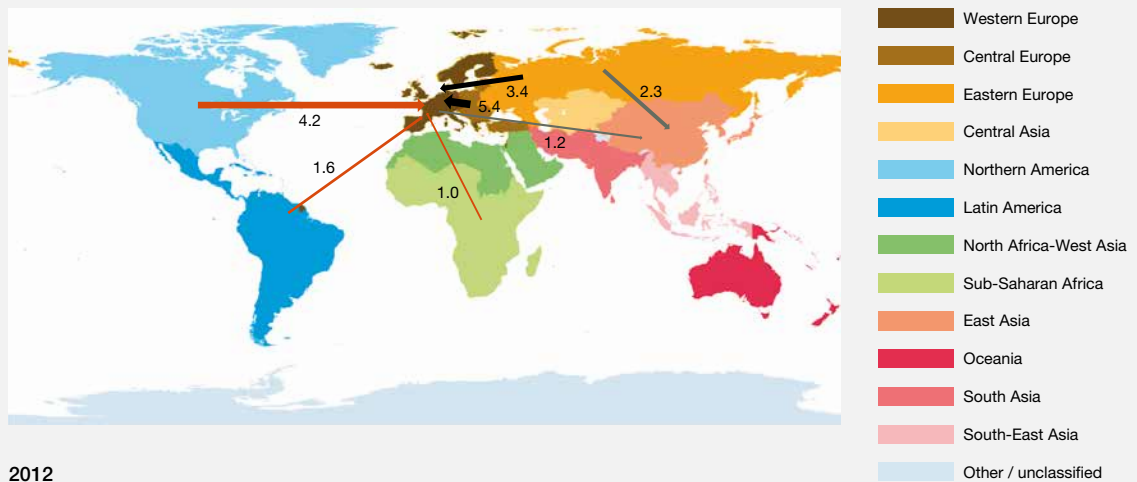 4.2
1.6
1.0
3.4
5.4
1.2
2.3
2012
Western Europe
Central Europe
Eastern Europe
Central Asia
Northern America
Latin America
North Africa-West Asia
Sub-Saharan Africa
East Asia
Oceania
South Asia
South-East Asia
Other / unclassified